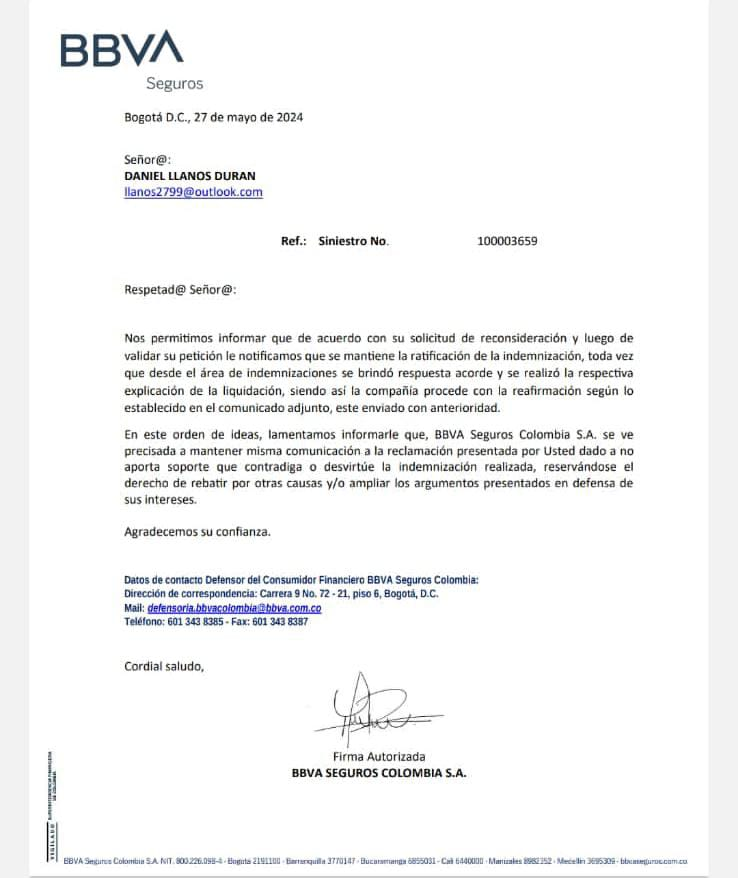 BBVA
Seguros
Bogotá D.C., 27 de mayo de 2024
Señor@:
DANIEL LLANOS DURAN
llanos2799@outlook.com
Ref.: Siniestro No. 100003659
Respetad@ Señor@:
Nos permitimos informar que de acuerdo con su solicitud de reconsideración y luego de
validar su petición le notificamos que se mantiene la ratificación de la indemnización, toda vez
que desde el área de indemnizaciones se brindó respuesta acorde y se realizó la respectiva
explicación de la liquidación, siendo así la compañía procede con la reafirmación según lo
establecido en el comunicado adjunto, este enviado con anterioridad.
En este orden de ideas, lamentamos informarle que, BBVA Seguros Colombia S.A. se ve
precisada a mantener misma comunicación a la reclamación presentada por Usted dado a no
aporta soporte que contradiga o desvirtúe la indemnización realizada, reservándose el
derecho de rebatir por otras causas y/o ampliar los argumentos presentados en defensa de
sus intereses.
Agradecemos su confianza.
Datos de contacto Defensor del Consumidor Financiero BBVA Seguros Colombia:
Dirección de correspondencia: Carrera 9 No. 72 - 21, piso 6, Bogotá, D.C.
Mail: defensoria.bbvacolombia@bbva.com.co
Teléfono: 601 343 8385 - Fax: 601 343 8387
Cordial saludo,
Firma Autorizada
BBVA SEGUROS COLOMBIA S.A.
VIGILADO SUPERINTENDENCIA FINANCIERA
DE COLOMBIA
BBVA Seguros Colombia S.A. NIT. 800.226.098-4 - Bogota 2191100 - Barranquilla 3770147 - Bucaramanga 6855031 - Cali 6440000 - Manizales 8982352 - Medellin 3695309 - bbvaseguros.com.co